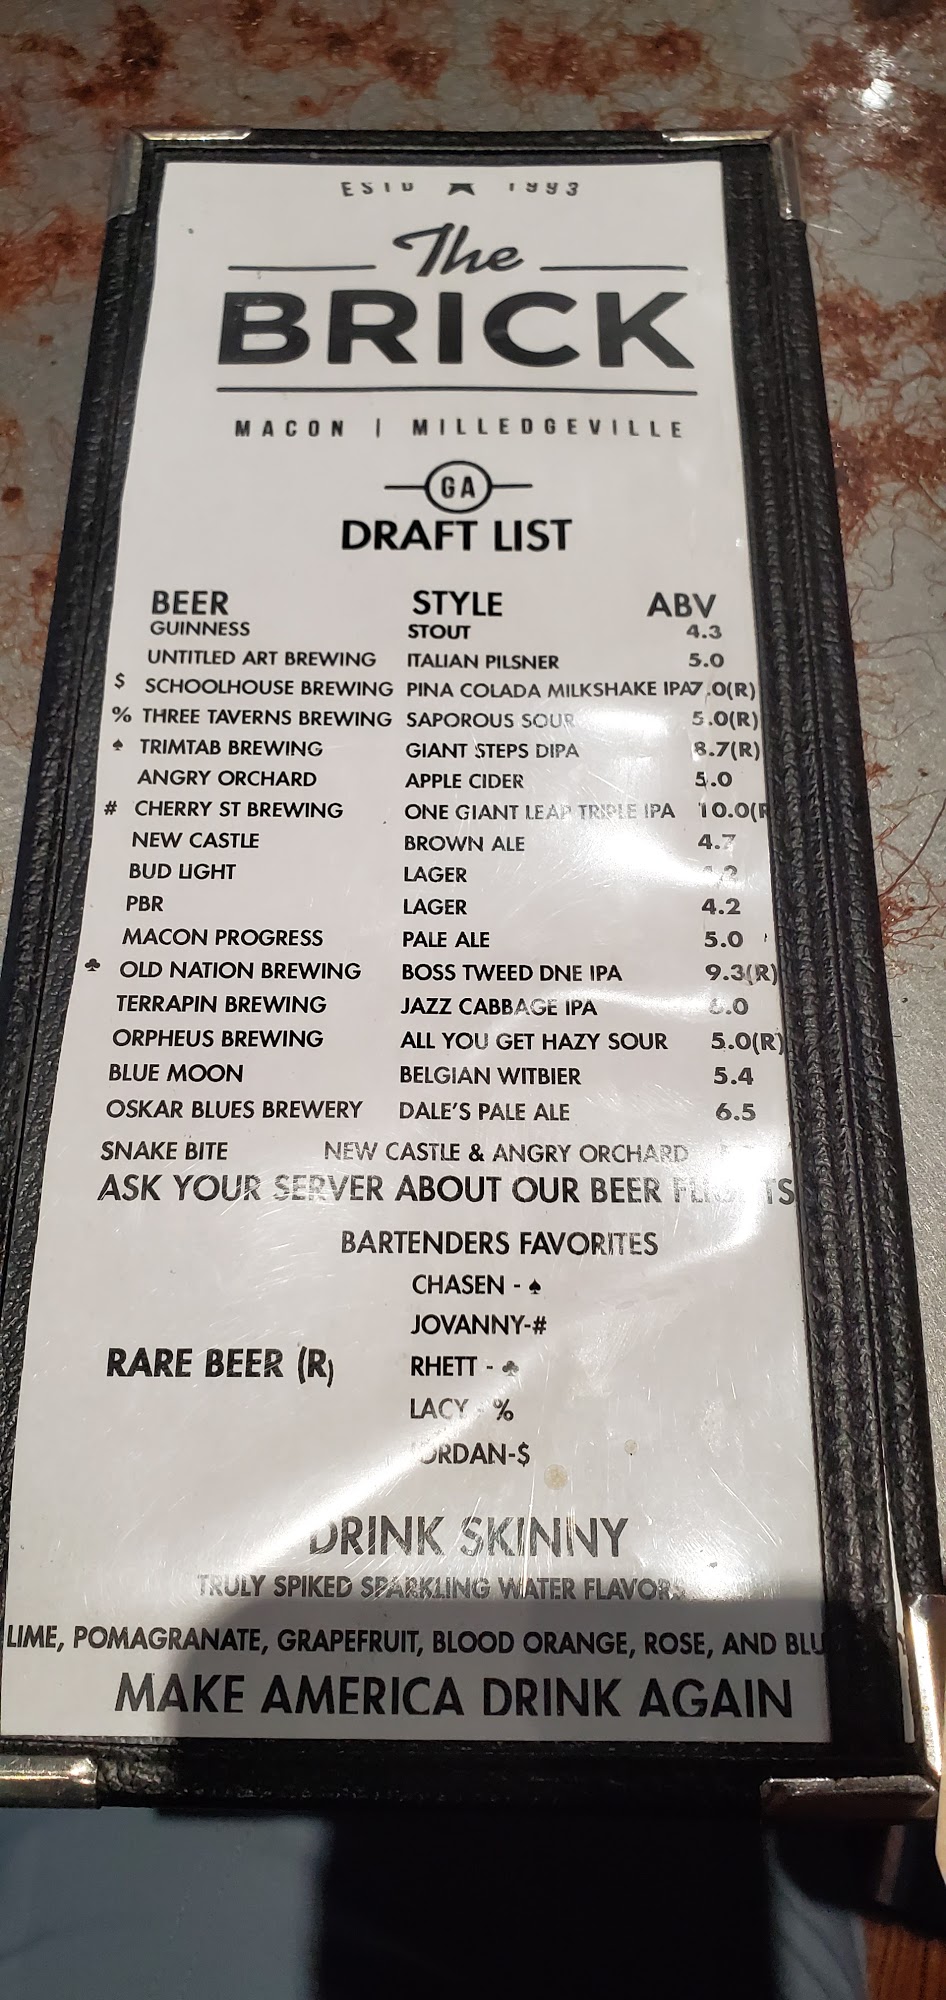 ESTD ★ 1993
The
BRICK
MACON | MILLEDGEVILLE
GA
DRAFT LIST
BEER STYLE ABV
GUINNESS STOUT 4.3
UNTITLED ART BREWING ITALIAN PILSNER 5.0
$ SCHOOLHOUSE BREWING PINA COLADA MILKSHAKE IPA 7.0(R)
% THREE TAVERNS BREWING SAPOROUS SOUR 5.0(R)
♠ TRIMTAB BREWING GIANT STEPS DIPA 8.7(R)
ANGRY ORCHARD APPLE CIDER 5.0
# CHERRY ST BREWING ONE GIANT LEAP TRIPLE IPA 10.0(R
NEW CASTLE BROWN ALE 4.7
BUD LIGHT LAGER
PBR LAGER 4.2
MACON PROGRESS PALE ALE 5.0
♣ OLD NATION BREWING BOSS TWEED DNE IPA 9.3(R)
TERRAPIN BREWING JAZZ CABBAGE IPA
ORPHEUS BREWING ALL YOU GET HAZY SOUR 5.0(R)
BLUE MOON BELGIAN WITBIER 5.4
OSKAR BLUES BREWERY DALE'S PALE ALE 6.5
SNAKE BITE NEW CASTLE & ANGRY ORCHARD
ASK YOUR SERVER ABOUT OUR BEER FLIGHTS
BARTENDERS FAVORITES
CHASEN - ♠
JOVANNY-#
RARE BEER (R) RHETT - ♣
LACY - %
JORDAN-$
DRINK SKINNY
TRULY SPIKED SPARKLING WATER FLAVORS
LIME, POMAGRANATE, GRAPEFRUIT, BLOOD ORANGE, ROSE, AND
MAKE AMERICA DRINK AGAIN